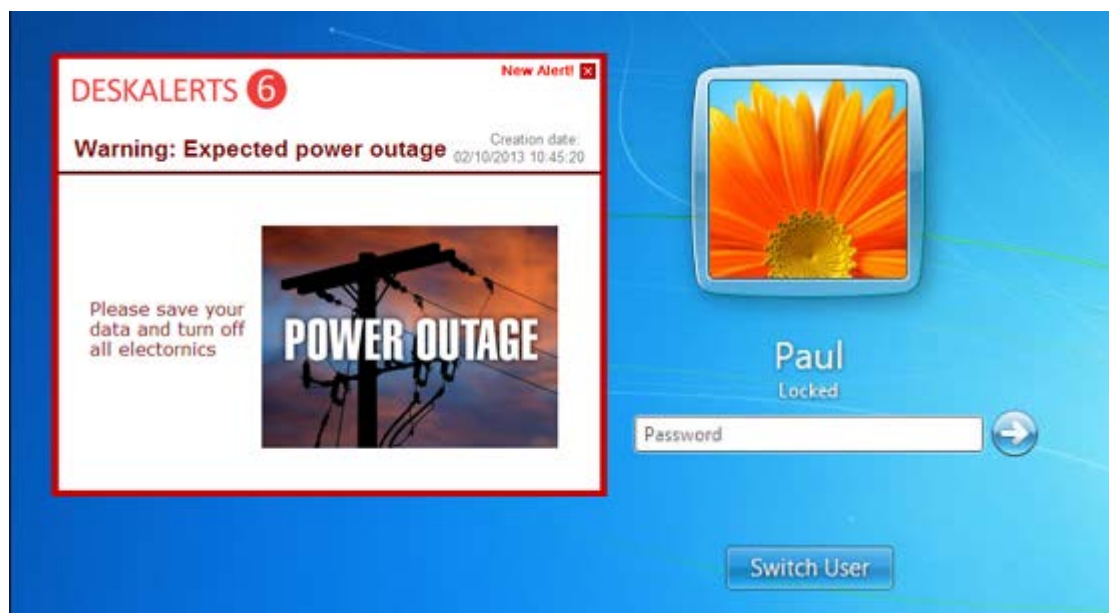 New Alert!
DESKALERTS 6
Warning: Expected power outage
Creation date:
02/10/2013 10:45:20
Please save your
data and turn off
all electornics
POWER OUTAGE
Paul
Locked
Password
Switch User